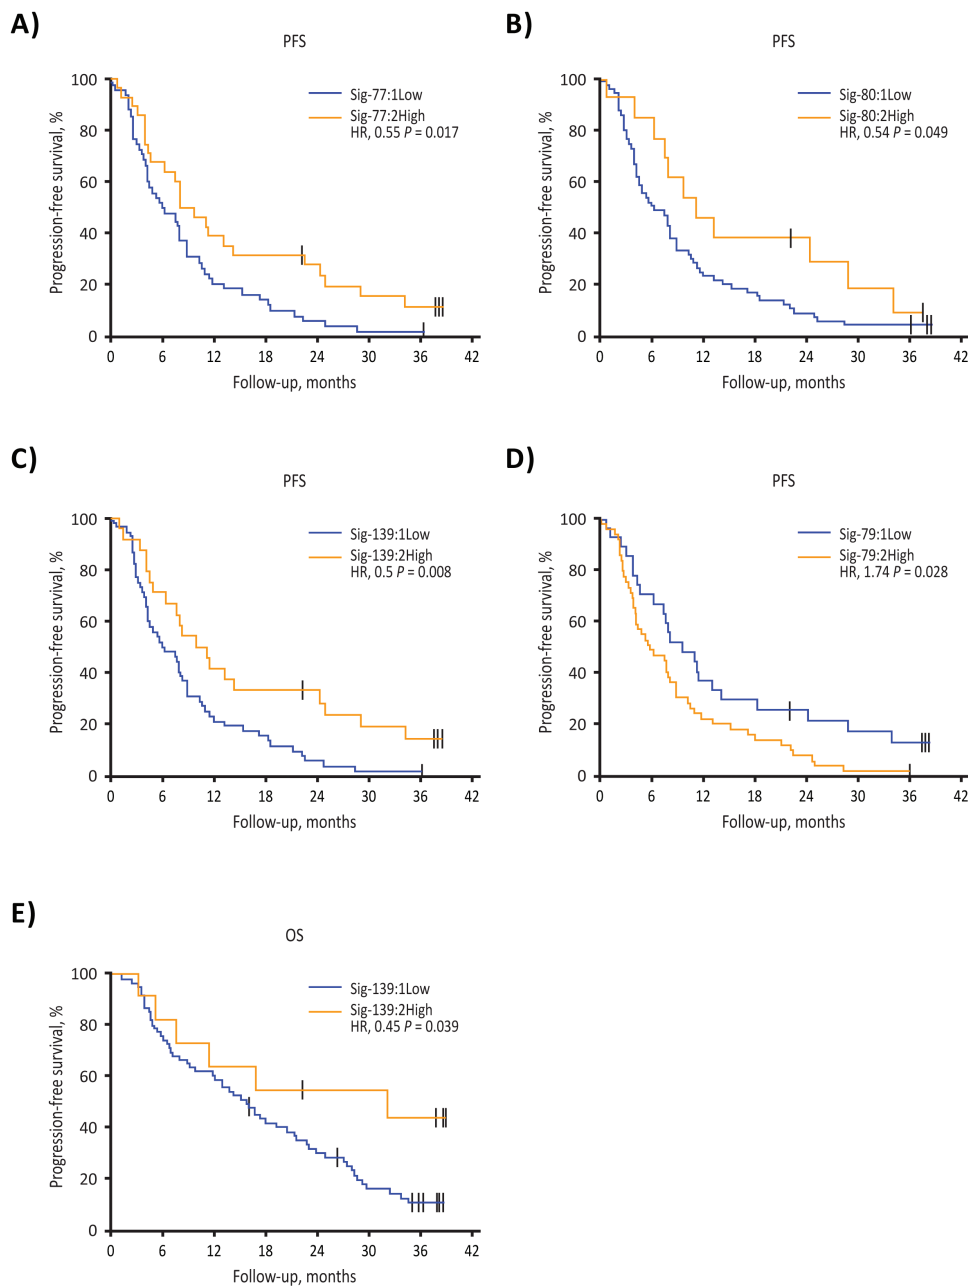 A)
PFS
Progression-free survival, %
100
80
60
40
20
0
Sig-77:1Low
Sig-77:2High
HR, 0.55 P = 0.017
0 6 12 18 24 30 36 42
Follow-up, months
B)
PFS
Progression-free survival, %
100
80
60
40
20
0
Sig-80:1Low
Sig-80:2High
HR, 0.54 P = 0.049
0 6 12 18 24 30 36 42
Follow-up, months
C)
PFS
Progression-free survival, %
100
80
60
40
20
0
Sig-139:1Low
Sig-139:2High
HR, 0.5 P = 0.008
0 6 12 18 24 30 36 42
Follow-up, months
D)
PFS
Progression-free survival, %
100
80
60
40
20
0
Sig-79:1Low
Sig-79:2High
HR, 1.74 P = 0.028
0 6 12 18 24 30 36 42
Follow-up, months
E)
OS
Progression-free survival, %
100
80
60
40
20
0
Sig-139:1Low
Sig-139:2High
HR, 0.45 P = 0.039
0 6 12 18 24 30 36 42
Follow-up, months